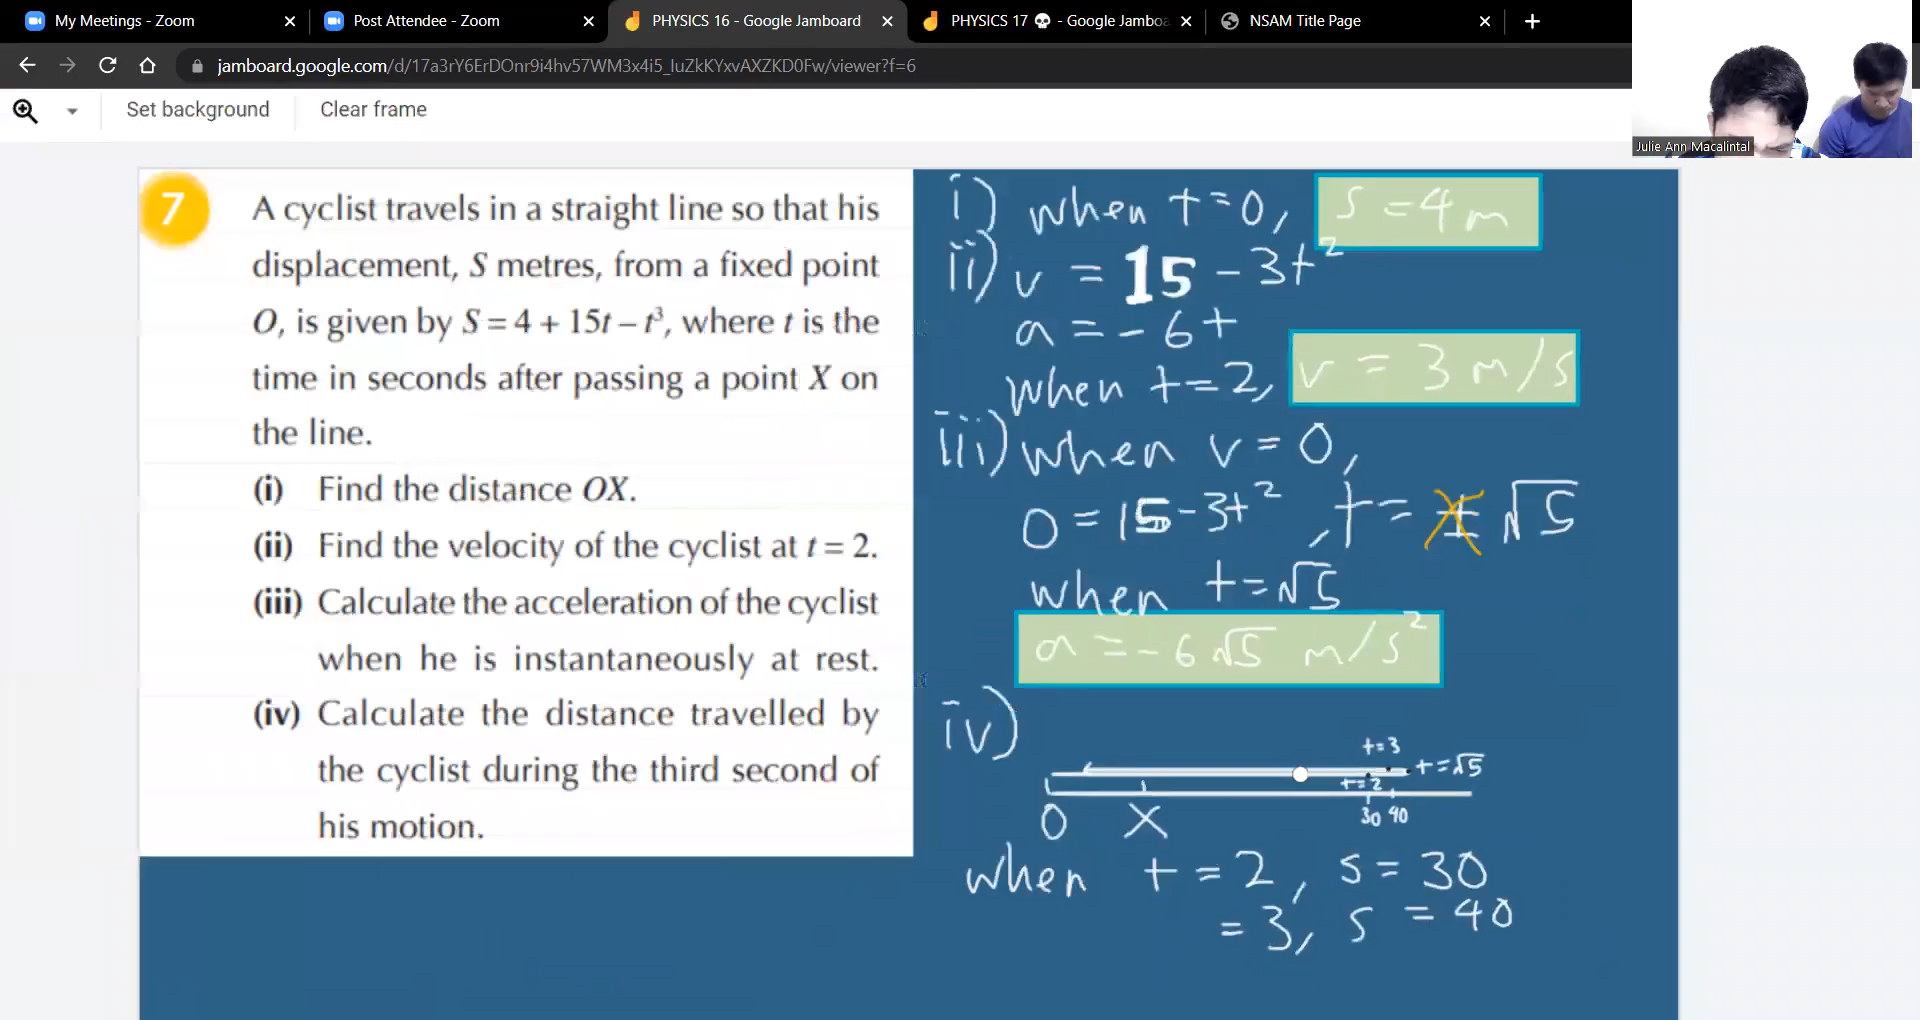 My Meetings - Zoom
Post Attendee - Zoom
PHYSICS 16 - Google Jamboard
PHYSICS 17 💀 - Google Jamboa
NSAM Title Page
jamboard.google.com/d/17a3rY6ErDOnr9i4hv57WM3x4i5_IuZkKYxvAXZKD0Fw/viewer?f=6
Set background
Clear frame
Julie Ann Macalintal
7
A cyclist travels in a straight line so that his
displacement, S metres, from a fixed point
O, is given by S = 4 + 15t – t³, where t is the
time in seconds after passing a point X on
the line.
(i) Find the distance OX.
(ii) Find the velocity of the cyclist at t = 2.
(iii) Calculate the acceleration of the cyclist
when he is instantaneously at rest.
(iv) Calculate the distance travelled by
the cyclist during the third second of
his motion.
i) when t=0, s = 4 m
ii) v = 15 - 3t²
a = - 6t
when t=2, v = 3 m/s
iii) when v = 0,
0 = 15 - 3t², t = ± √5
when t=√5
a = - 6 √5 m/s²
iv)
t=3
t=√5
t=2
30 40
O X
when t = 2, s = 30
= 3, s = 40